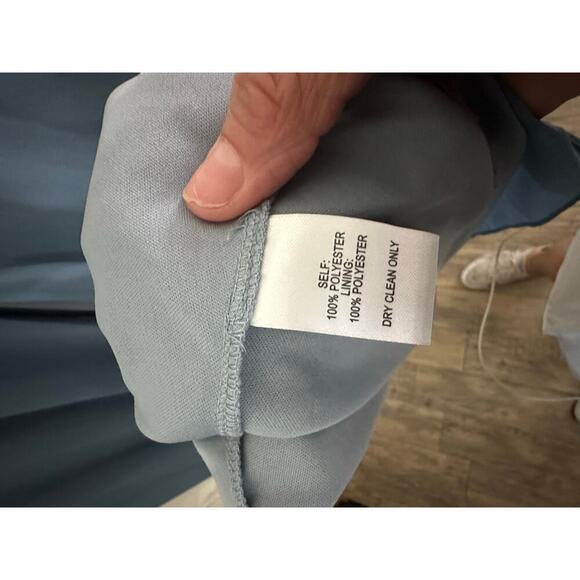 SELF:
100% POLYESTER
LINING:
100% POLYESTER
DRY CLEAN ONLY